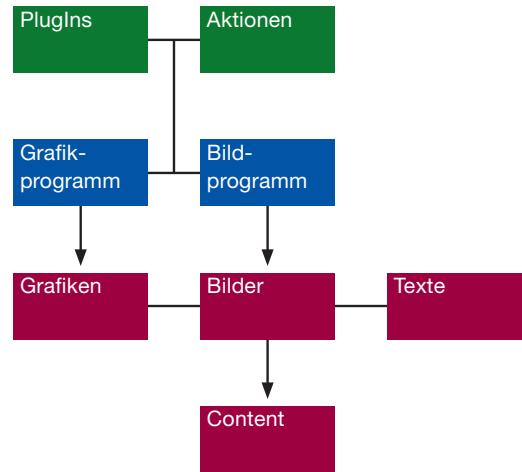 PlugIns
Aktionen
Grafik-
programm
Bild-
programm
Grafiken
Bilder
Texte
Content